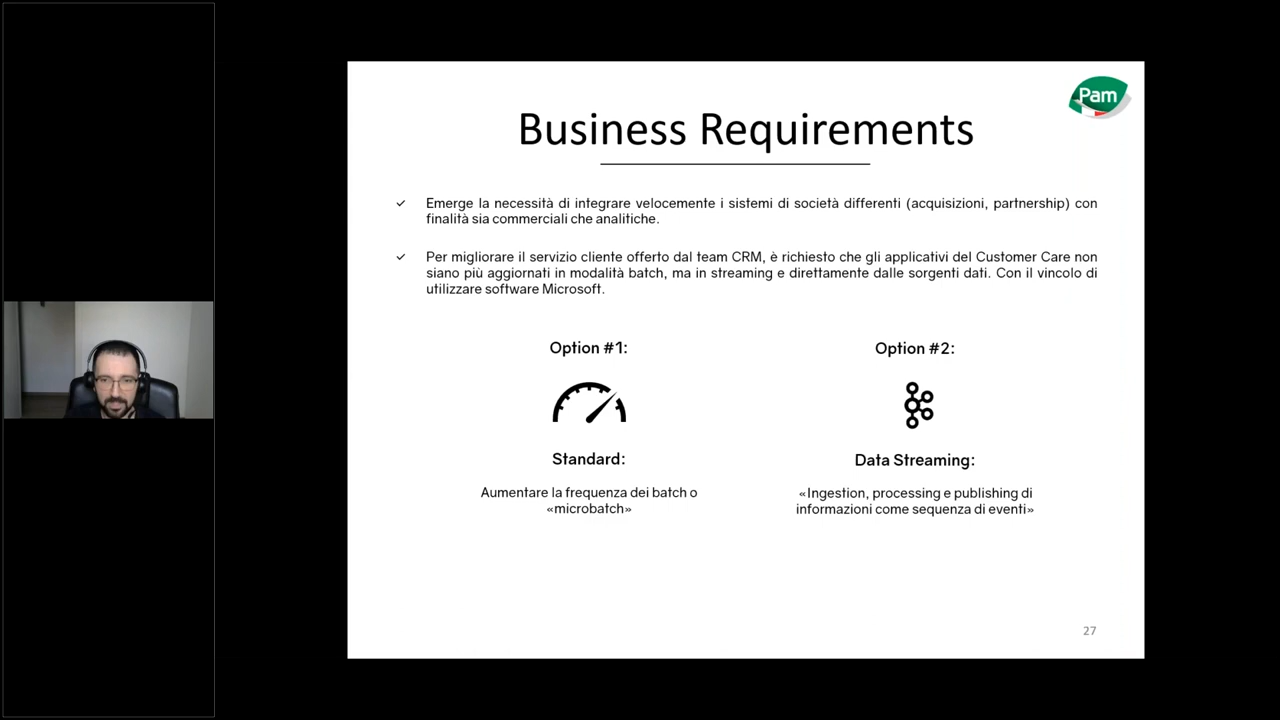 Pam
Business Requirements
✓ Emerge la necessità di integrare velocemente i sistemi di società differenti (acquisizioni, partnership) con
finalità sia commerciali che analitiche.
✓ Per migliorare il servizio cliente offerto dal team CRM, è richiesto che gli applicativi del Customer Care non
siano più aggiornati in modalità batch, ma in streaming e direttamente dalle sorgenti dati. Con il vincolo di
utilizzare software Microsoft.
Option #1:
Standard:
Aumentare la frequenza dei batch o
«microbatch»
Option #2:
Data Streaming:
«Ingestion, processing e publishing di
informazioni come sequenza di eventi»
27